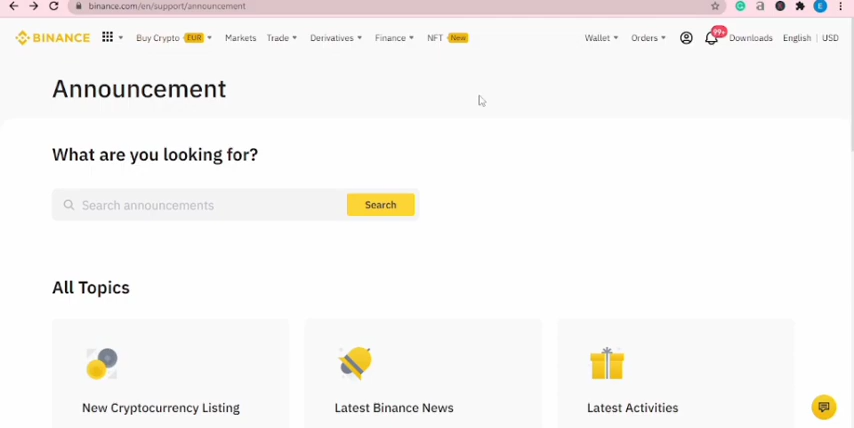 binance.com/en/support/announcement
E
BINANCE Buy Crypto EUR Markets Trade Derivatives Finance NFT New Wallet Orders 99+ Downloads English | USD
Announcement
What are you looking for?
Search announcements Search
All Topics
New Cryptocurrency Listing Latest Binance News Latest Activities